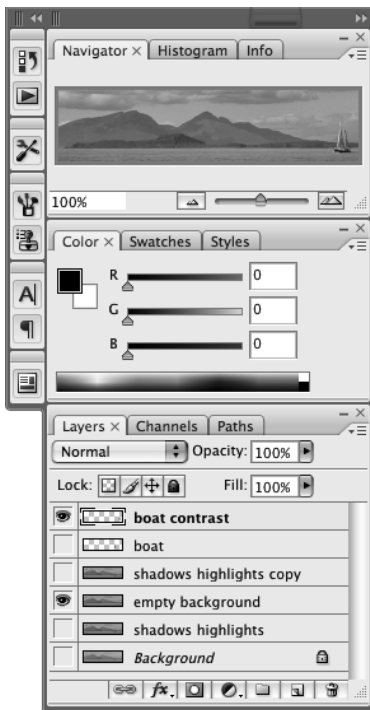 Navigator × Histogram Info
100%
Color × Swatches Styles
R 0
G 0
B 0
A
¶
Layers × Channels Paths
Normal Opacity: 100%
Lock: Fill: 100%
boat contrast
boat
shadows highlights copy
empty background
shadows highlights
Background
fx